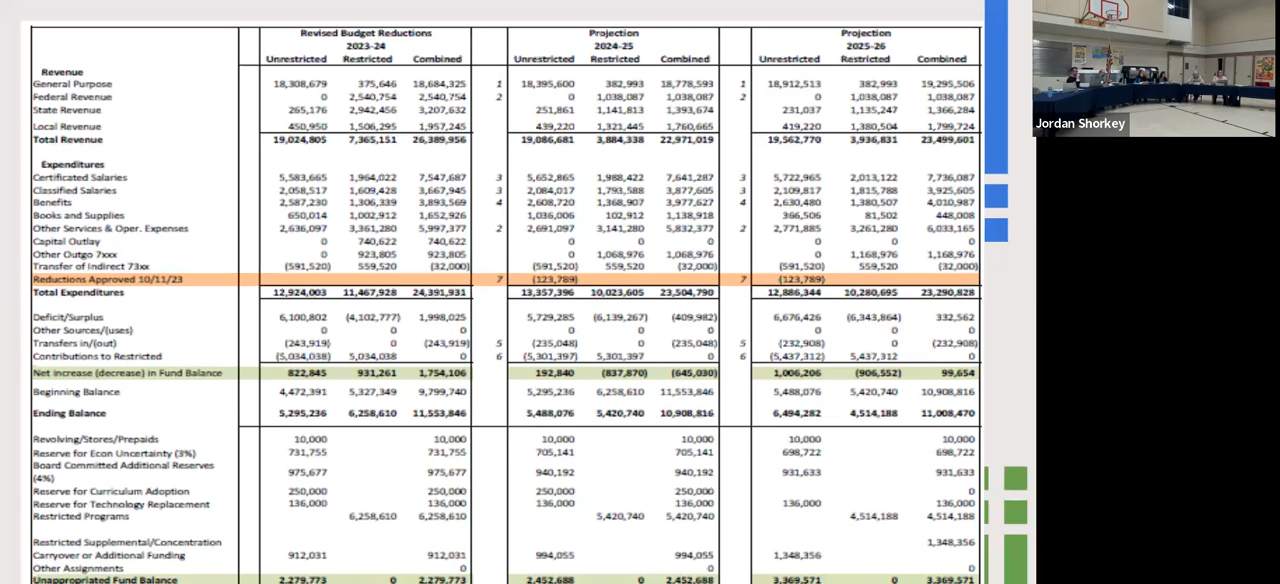 Revised Budget Reductions Projection Projection
2023-24 2024-25 2025-26
Unrestricted Restricted Combined Unrestricted Restricted Combined Unrestricted Restricted Combined
Revenue
General Purpose 18,308,679 375,646 18,684,325 1 18,395,600 382,993 18,778,593 1 18,912,513 382,993 19,295,506
Federal Revenue 0 2,540,754 2,540,754 2 0 1,038,087 1,038,087 2 0 1,038,087 1,038,087
State Revenue 265,176 2,942,456 3,207,632 251,861 1,141,813 1,393,674 231,037 1,135,247 1,366,284
Local Revenue 450,950 1,506,295 1,957,245 439,220 1,321,445 1,760,665 419,220 1,380,504 1,799,724
Total Revenue 19,024,805 7,365,151 26,389,956 19,086,681 3,884,338 22,971,019 19,562,770 3,936,831 23,499,601
Expenditures
Certificated Salaries 5,583,665 1,964,022 7,547,687 3 5,652,865 1,988,422 7,641,287 3 5,722,965 2,013,122 7,736,087
Classified Salaries 2,058,517 1,609,428 3,667,945 3 2,084,017 1,793,588 3,877,605 3 2,109,817 1,815,788 3,925,605
Benefits 2,587,230 1,306,339 3,893,569 4 2,608,720 1,368,907 3,977,627 4 2,630,480 1,380,507 4,010,987
Books and Supplies 650,014 1,002,912 1,652,926 1,036,006 102,912 1,138,918 366,506 81,502 448,008
Other Services & Oper. Expenses 2,636,097 3,361,280 5,997,377 2 2,691,097 3,141,280 5,832,377 2 2,771,885 3,261,280 6,033,165
Capital Outlay 0 740,622 740,622 0 0 0 0 0 0
Other Outgo 7xxx 0 923,805 923,805 0 1,068,976 1,068,976 0 1,168,976 1,168,976
Transfer of Indirect 73xx (591,520) 559,520 (32,000) (591,520) 559,520 (32,000) (591,520) 559,520 (32,000)
Reductions Approved 10/11/23 7 (123,789) 7 (123,789)
Total Expenditures 12,924,003 11,467,928 24,391,931 13,357,396 10,023,605 23,504,790 12,886,344 10,280,695 23,290,828
Deficit/Surplus 6,100,802 (4,102,777) 1,998,025 5,729,285 (6,139,267) (409,982) 6,676,426 (6,343,864) 332,562
Other Sources/(uses) 0 0 0 0 0 0 0 0 0
Transfers in/(out) (243,919) 0 (243,919) 5 (235,048) 0 (235,048) 5 (232,908) 0 (232,908)
Contributions to Restricted (5,034,038) 5,034,038 0 6 (5,301,397) 5,301,397 0 6 (5,437,312) 5,437,312 0
Net increase (decrease) in Fund Balance 822,845 931,261 1,754,106 192,840 (837,870) (645,030) 1,006,206 (906,552) 99,654
Beginning Balance 4,472,391 5,327,349 9,799,740 5,295,236 6,258,610 11,553,846 5,488,076 5,420,740 10,908,816
Ending Balance 5,295,236 6,258,610 11,553,846 5,488,076 5,420,740 10,908,816 6,494,282 4,514,188 11,008,470
Revolving/Stores/Prepaids 10,000 10,000 10,000 10,000 10,000 10,000
Reserve for Econ Uncertainty (3%) 731,755 731,755 705,141 705,141 698,722 698,722
Board Committed Additional Reserves
(4%) 975,677 975,677 940,192 940,192 931,633 931,633
Reserve for Curriculum Adoption 250,000 250,000 250,000 250,000 0
Reserve for Technology Replacement 136,000 136,000 136,000 136,000 136,000 136,000
Restricted Programs 6,258,610 6,258,610 5,420,740 5,420,740 4,514,188 4,514,188
Restricted Supplemental/Concentration 1,348,356
Carryover or Additional Funding 912,031 912,031 994,055 994,055 1,348,356
Other Assignments 0 0 0
Unappropriated Fund Balance 2,279,773 0 2,279,773 2,452,688 0 2,452,688 3,369,571 0 3,369,571
Jordan Shorkey